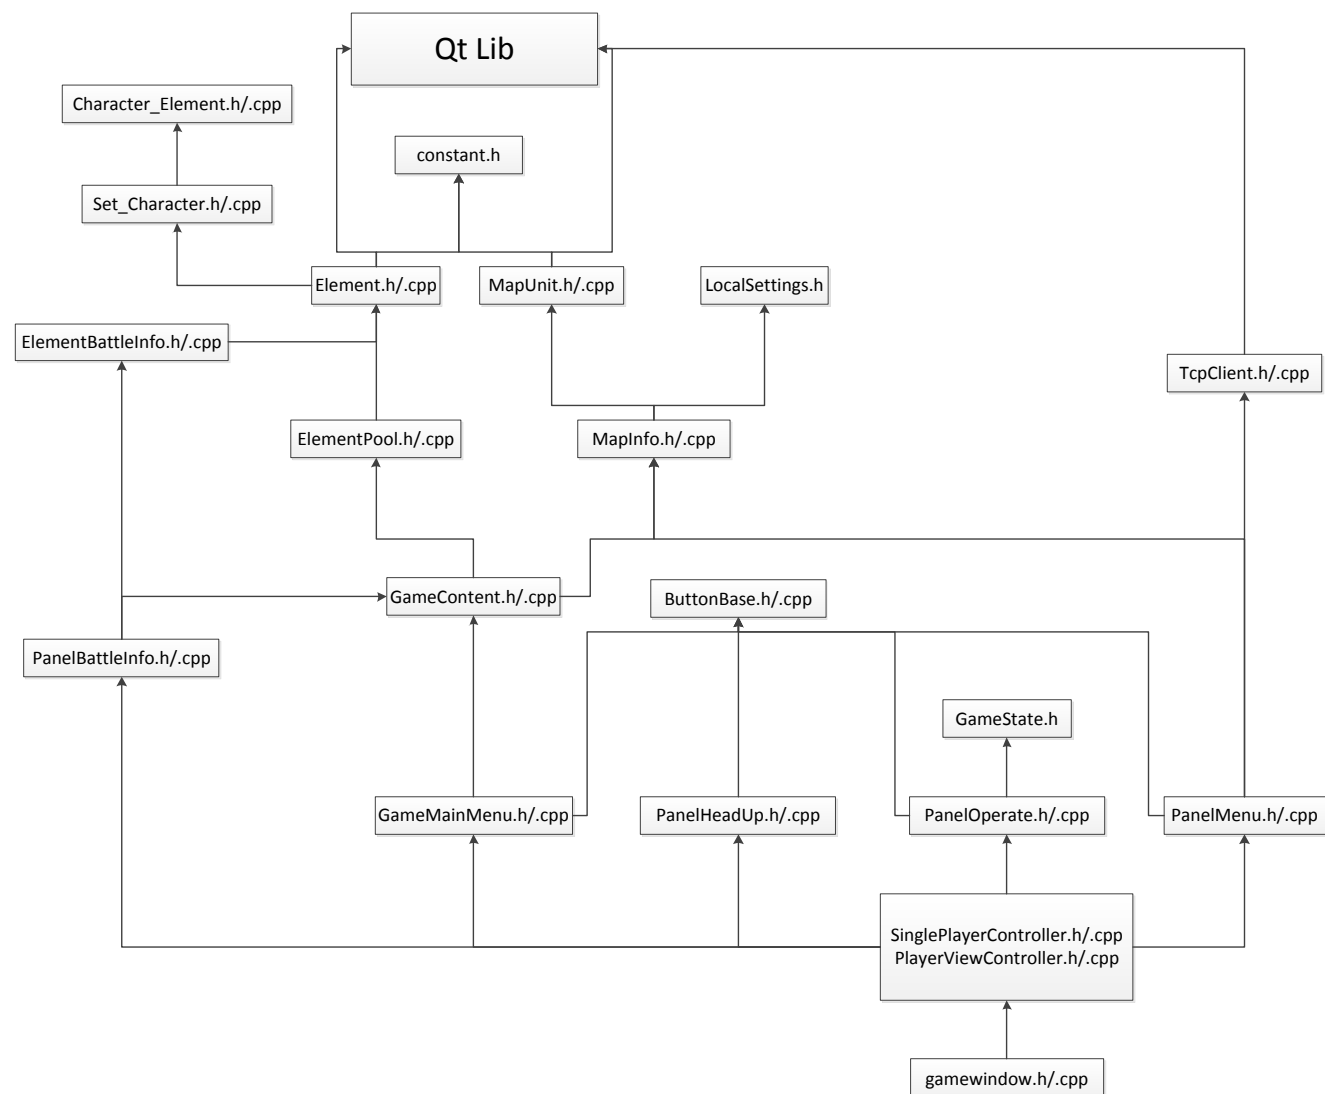 Qt Lib
Character_Element.h/.cpp
constant.h
Set_Character.h/.cpp
Element.h/.cpp
MapUnit.h/.cpp
LocalSettings.h
ElementBattleInfo.h/.cpp
TcpClient.h/.cpp
ElementPool.h/.cpp
MapInfo.h/.cpp
GameContent.h/.cpp
ButtonBase.h/.cpp
PanelBattleInfo.h/.cpp
GameState.h
GameMainMenu.h/.cpp
PanelHeadUp.h/.cpp
PanelOperate.h/.cpp
PanelMenu.h/.cpp
SinglePlayerController.h/.cpp
PlayerViewController.h/.cpp
gamewindow.h/.cpp